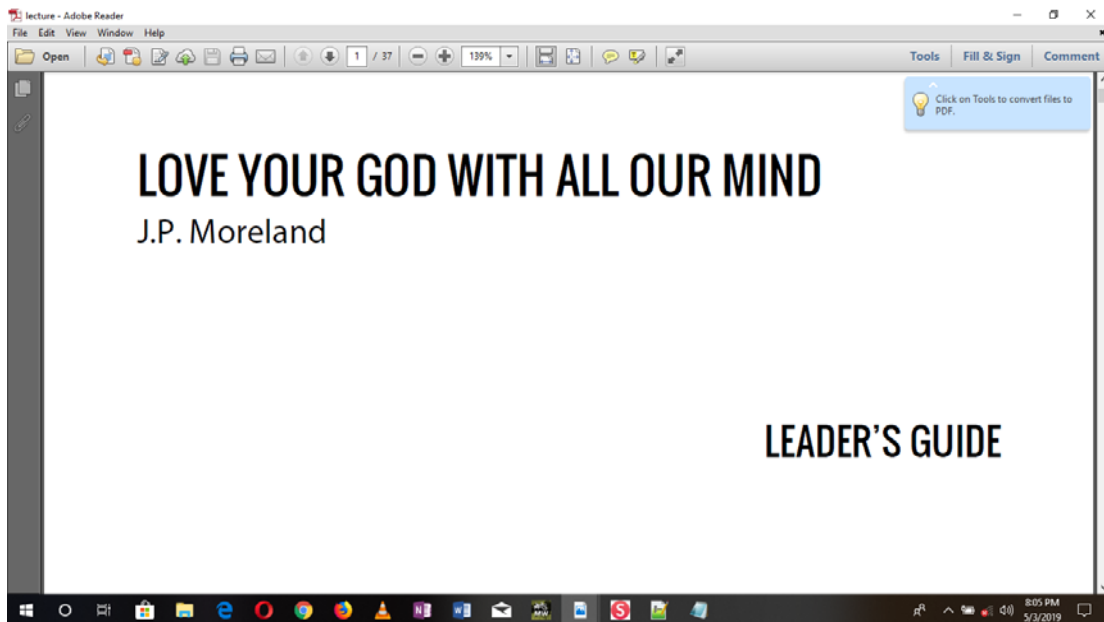 lecture - Adobe Reader
File Edit View Window Help
Open 1 / 37 139% Tools Fill & Sign Comment
Click on Tools to convert files to
PDF.
LOVE YOUR GOD WITH ALL OUR MIND
J.P. Moreland
LEADER'S GUIDE
8:05 PM
5/3/2019